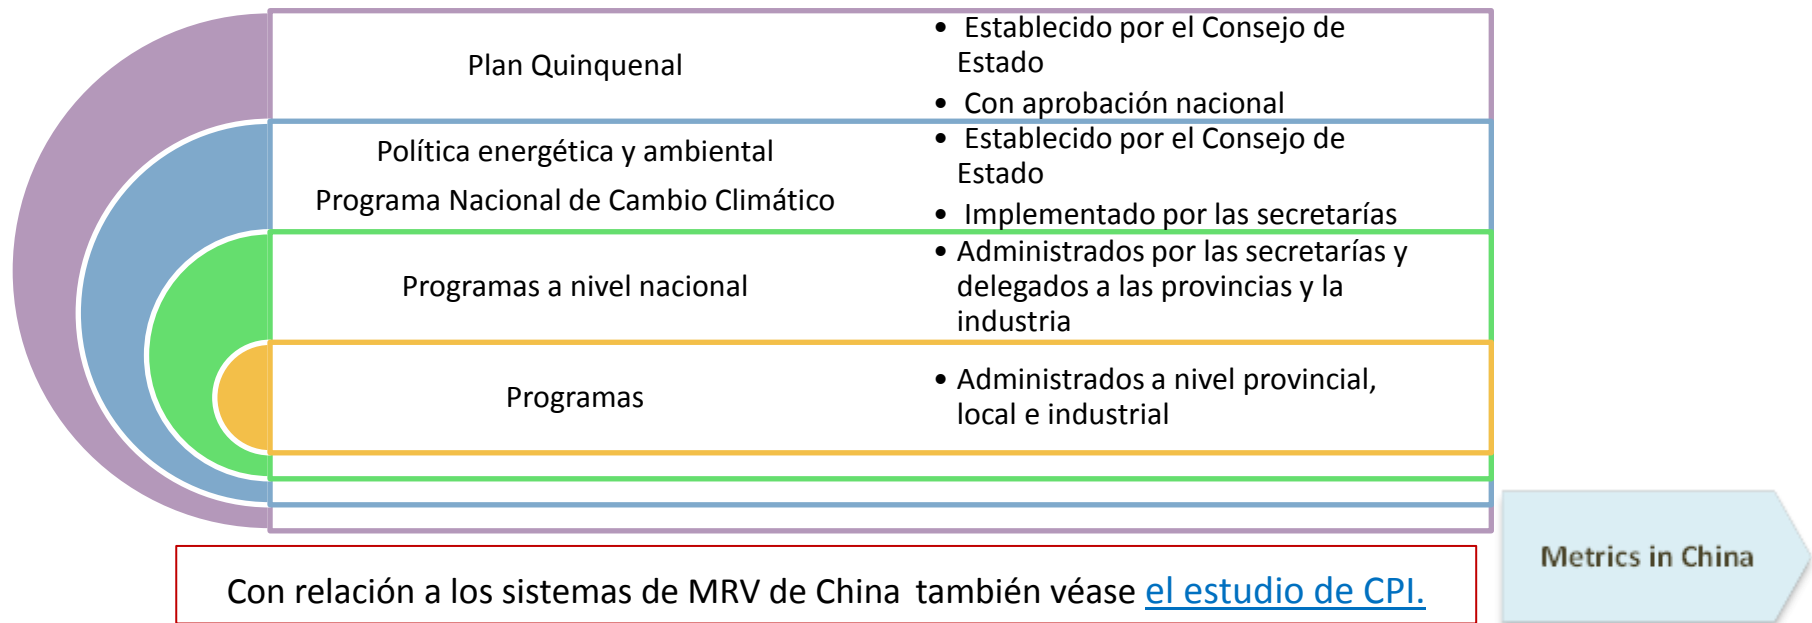 Plan Quinquenal
• Establecido por el Consejo de
Estado
• Con aprobación nacional
Política energética y ambiental
Programa Nacional de Cambio Climático
• Establecido por el Consejo de
Estado
• Implementado por las secretarías
Programas a nivel nacional
• Administrados por las secretarías y
delegados a las provincias y la
industria
Programas
• Administrados a nivel provincial,
local e industrial
Con relación a los sistemas de MRV de China también véase el estudio de CPI.
Metrics in China